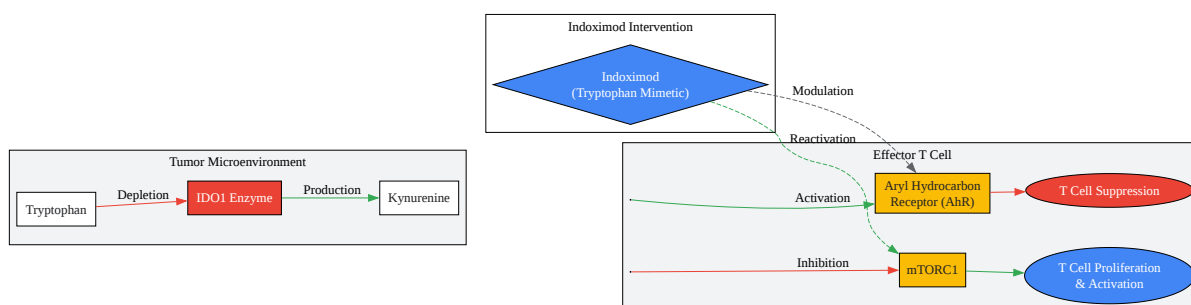 Indoximod Intervention
Indoximod
(Tryptophan Mimetic)
Modulation
Reactivation
Tumor Microenvironment
Tryptophan
Depletion
IDO1 Enzyme
Production
Kynurenine
Effector T Cell
Activation
Aryl Hydrocarbon
Receptor (AhR)
T Cell Suppression
Inhibition
mTORC1
T Cell Proliferation
& Activation